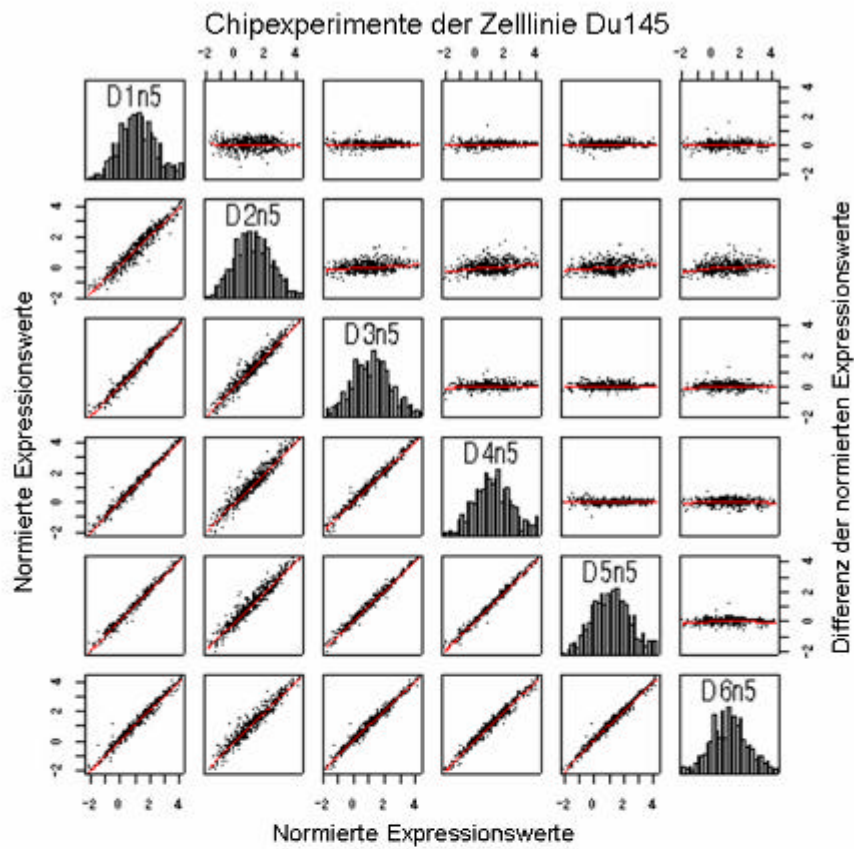 Chipexperimente der Zelllinie Du145
-2 0 2 4 -2 0 2 4 -2 0 2 4
D1n5
4
2
0
-2
4
2
0
-2
D2n5
D3n5
4
2
0
-2
4
2
0
-2
D4n5
D5n5
4
2
0
-2
4
2
0
-2
D6n5
-2 0 2 4 -2 0 2 4 -2 0 2 4
Normierte Expressionswerte
Normierte Expressionswerte
Differenz der normierten Expressionswerte